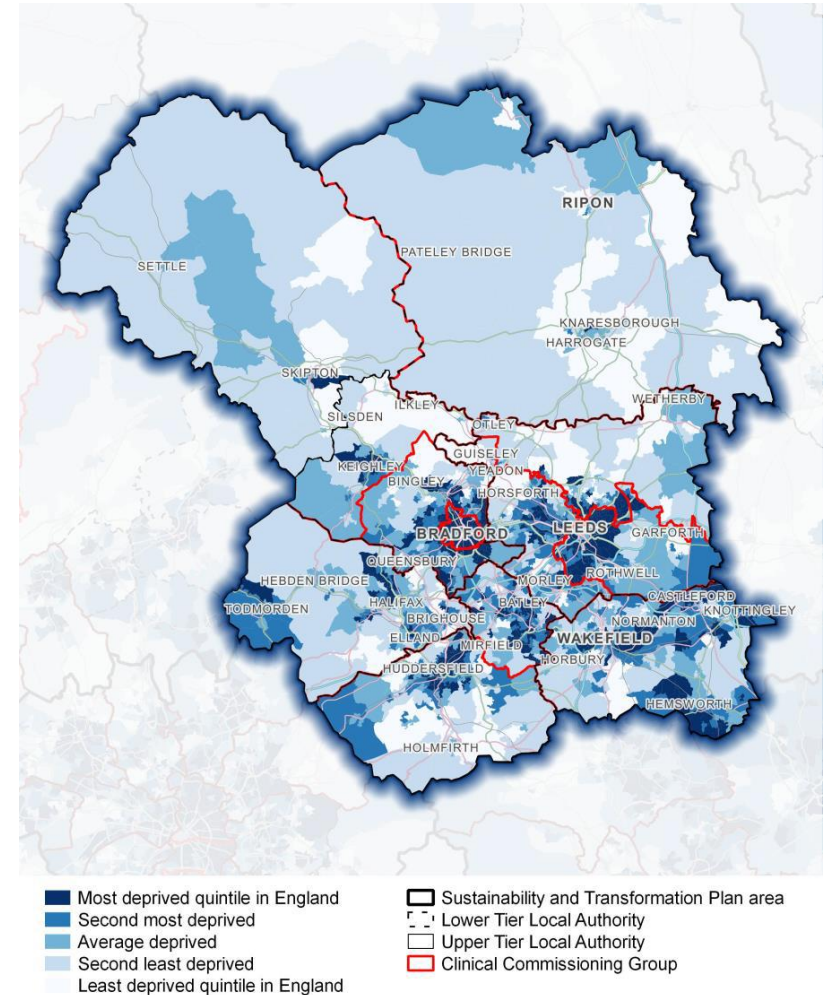 RIPON
PATELEY BRIDGE
SETTLE
KNARESBOROUGH
HARROGATE
SKIPTON
WETHERBY
ILKLEY
SILSDEN
OTLEY
GUISELEY
KEIGHLEY
YEADON
BINGLEY
HORSFORTH
BRADFORD
LEEDS
GARFORTH
QUEENSBURY
ROTHWELL
HEBDEN BRIDGE
MORLEY
CASTLEFORD
TODMORDEN
HALIFAX
BATLEY
KNOTTINGLEY
BRIGHOUSE
NORMANTON
ELLAND
WAKEFIELD
MIRFIELD
HORBURY
HUDDERSFIELD
HEMSWORTH
HOLMFIRTH
Most deprived quintile in England
Second most deprived
Average deprived
Second least deprived
Least deprived quintile in England
Sustainability and Transformation Plan area
Lower Tier Local Authority
Upper Tier Local Authority
Clinical Commissioning Group